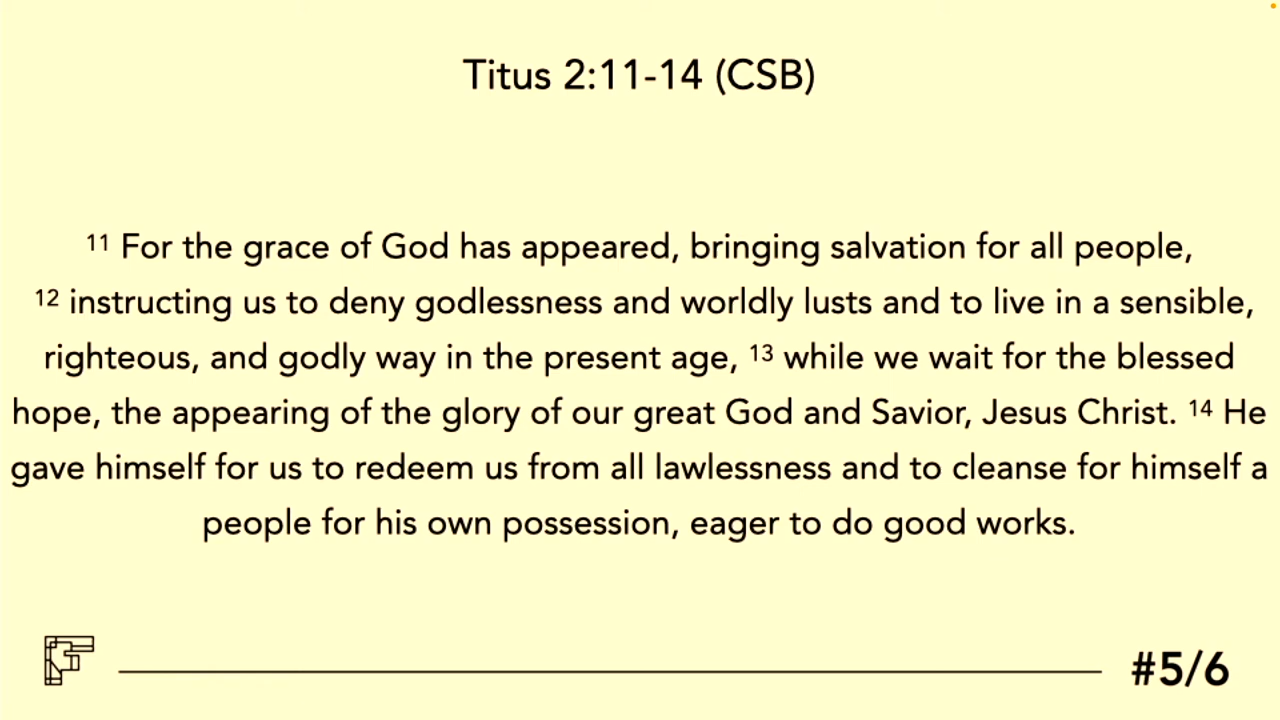 Titus 2:11-14 (CSB)
11 For the grace of God has appeared, bringing salvation for all people,
12 instructing us to deny godlessness and worldly lusts and to live in a sensible,
righteous, and godly way in the present age, 13 while we wait for the blessed
hope, the appearing of the glory of our great God and Savior, Jesus Christ. 14 He
gave himself for us to redeem us from all lawlessness and to cleanse for himself a
people for his own possession, eager to do good works.
#5/6